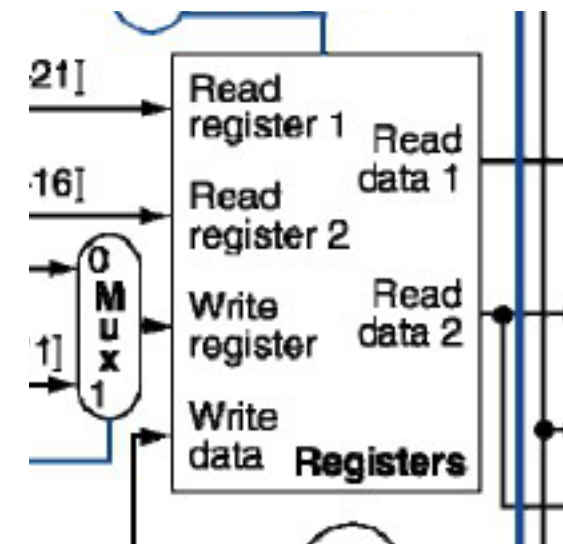 21]
Read
register 1
Read
data 1
16]
Read
register 2
0
M
u
x
1
1]
Write
register
Read
data 2
Write
data
Registers